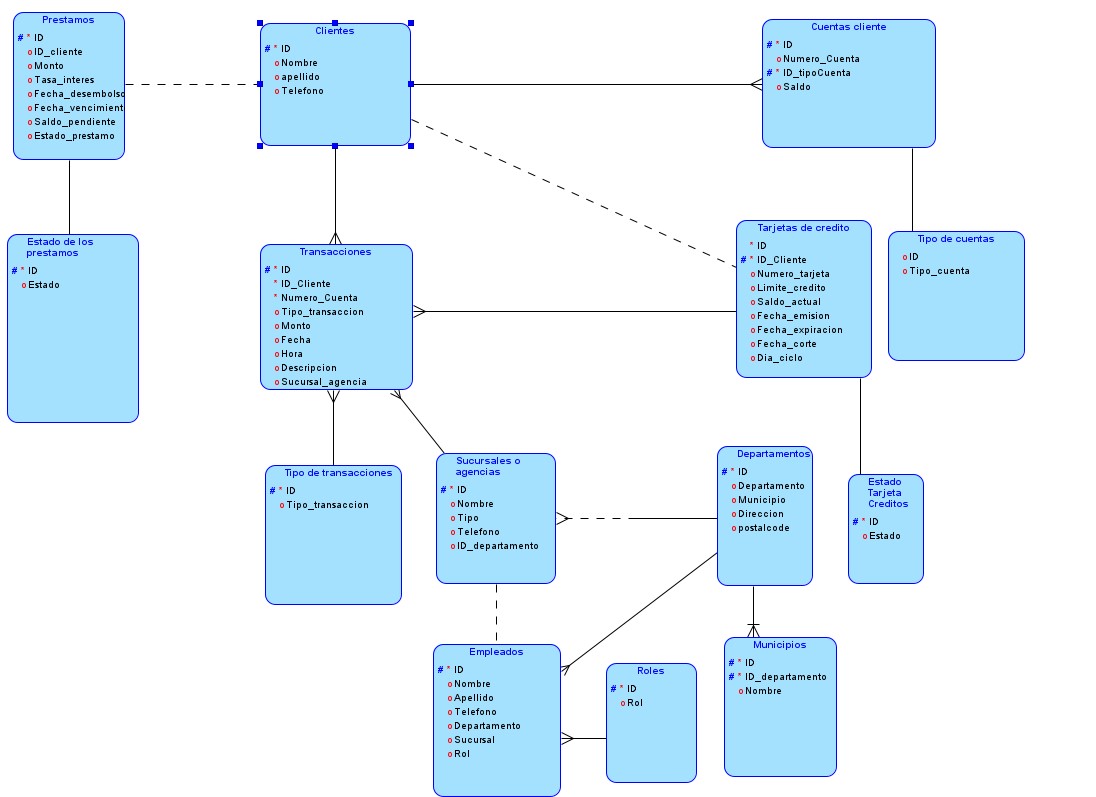 Prestamos
# * ID
o ID_cliente
o Monto
o Tasa_interes
o Fecha_desembolso
o Fecha_vencimient
o Saldo_pendiente
o Estado_prestamo
Clientes
# * ID
o Nombre
o apellido
o Telefono
Cuentas cliente
# * ID
o Numero_Cuenta
# * ID_tipoCuenta
o Saldo
Estado de los
prestamos
# * ID
o Estado
Transacciones
# * ID
* ID_Cliente
* Numero_Cuenta
o Tipo_transaccion
o Monto
o Fecha
o Hora
o Descripcion
o Sucursal_agencia
Tarjetas de credito
* ID
# * ID_Cliente
o Numero_tarjeta
o Limite_credito
o Saldo_actual
o Fecha_emision
o Fecha_expiracion
o Fecha_corte
o Dia_ciclo
Tipo de cuentas
o ID
o Tipo_cuenta
Tipo de transacciones
# * ID
o Tipo_transaccion
Sucursales o
agencias
# * ID
o Nombre
o Tipo
o Telefono
o ID_departamento
Departamentos
# * ID
o Departamento
o Municipio
o Direccion
o postalcode
Estado
Tarjeta
Creditos
# * ID
o Estado
Empleados
# * ID
o Nombre
o Apellido
o Telefono
o Departamento
o Sucursal
o Rol
Roles
# * ID
o Rol
Municipios
# * ID
# * ID_departamento
o Nombre